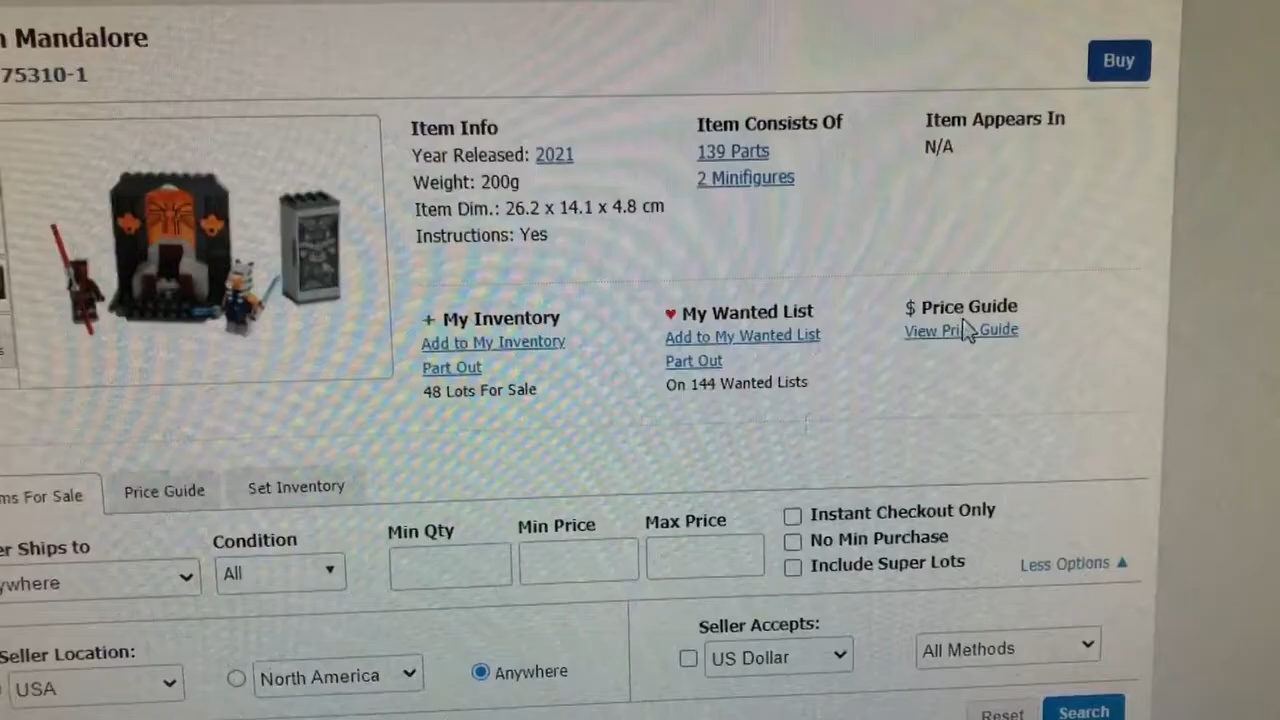 Mandalore
75310-1
Buy
Item Info
Year Released: 2021
Weight: 200g
Item Dim.: 26.2 x 14.1 x 4.8 cm
Instructions: Yes
Item Consists Of
139 Parts
2 Minifigures
Item Appears In
N/A
+ My Inventory
Add to My Inventory
Part Out
48 Lots For Sale
♥ My Wanted List
Add to My Wanted List
Part Out
On 144 Wanted Lists
$ Price Guide
View Price Guide
ms For Sale
Price Guide
Set Inventory
er Ships to
ywhere
Condition
All
Min Qty
Min Price
Max Price
Instant Checkout Only
No Min Purchase
Include Super Lots
Less Options ▲
Seller Location:
USA
North America
Anywhere
Seller Accepts:
US Dollar
All Methods
Reset
Search